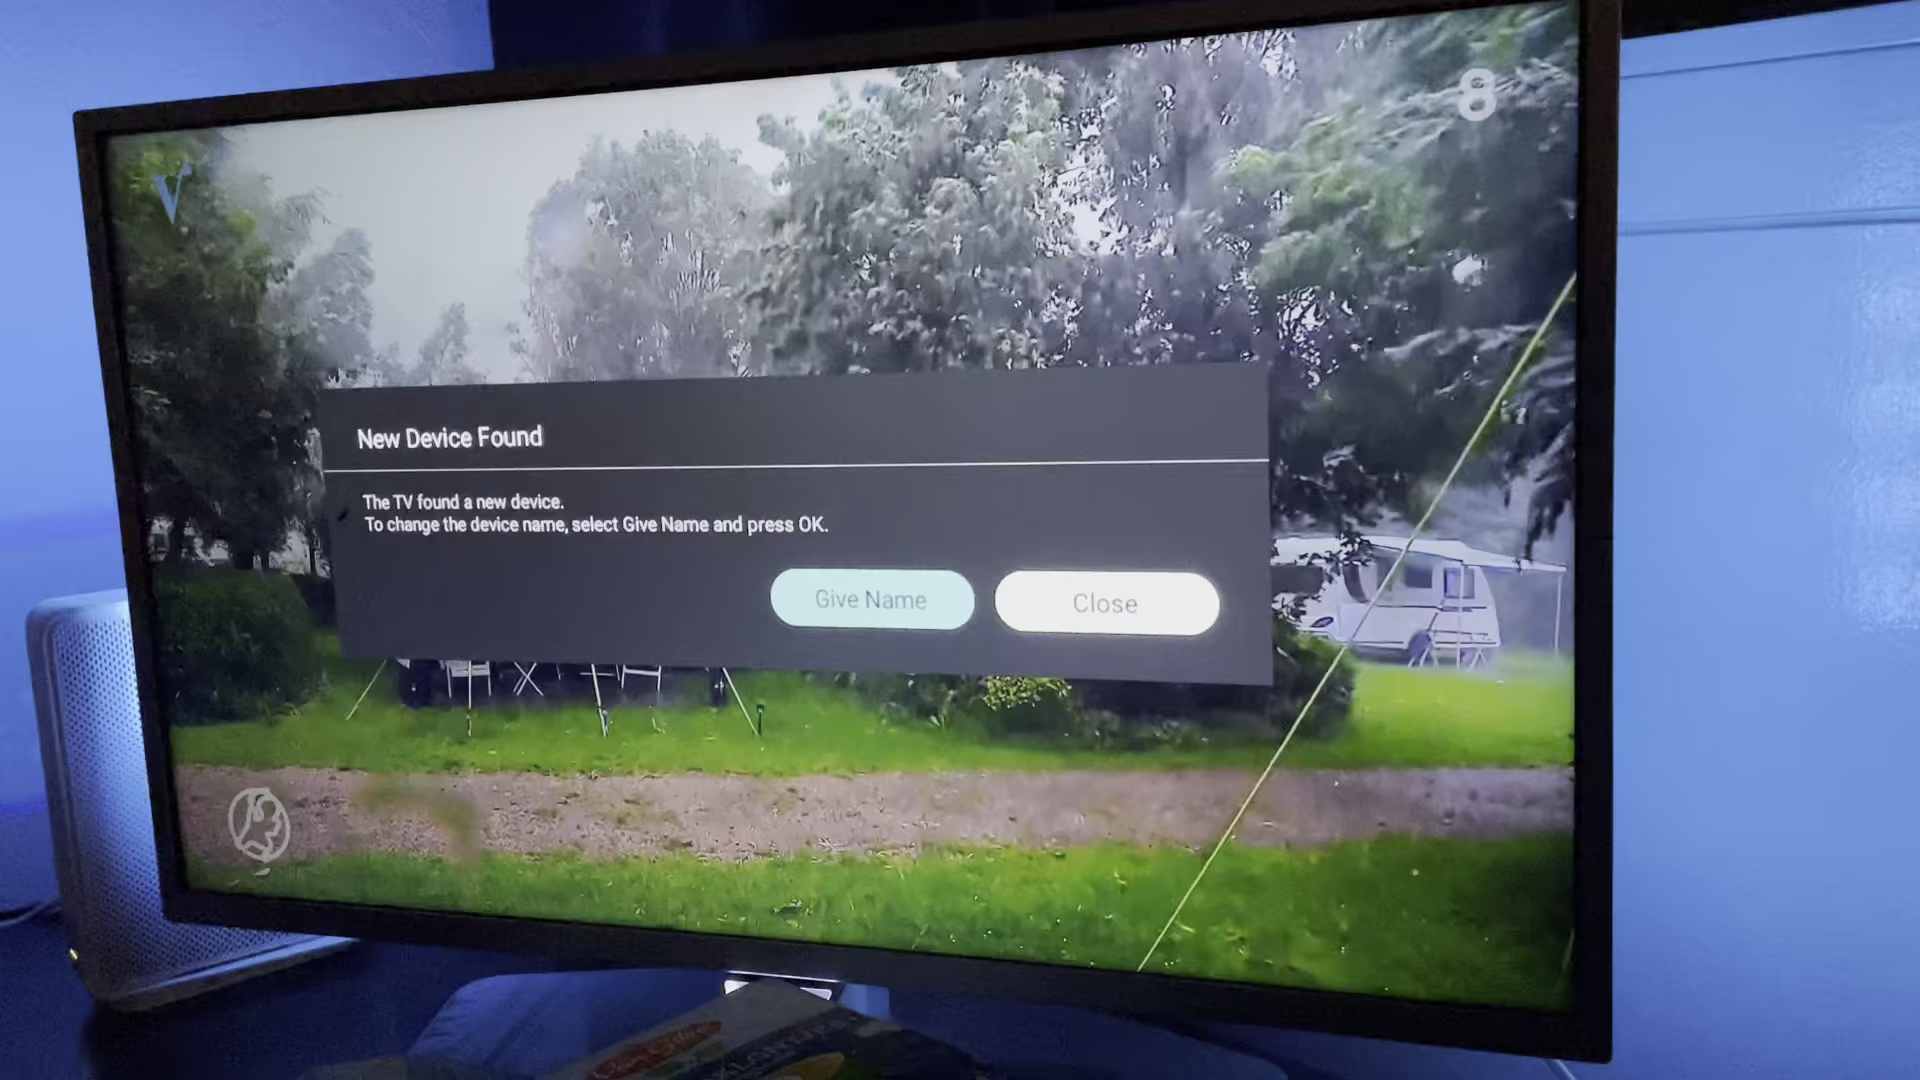 V
8
New Device Found
The TV found a new device.
To change the device name, select Give Name and press OK.
Give Name
Close